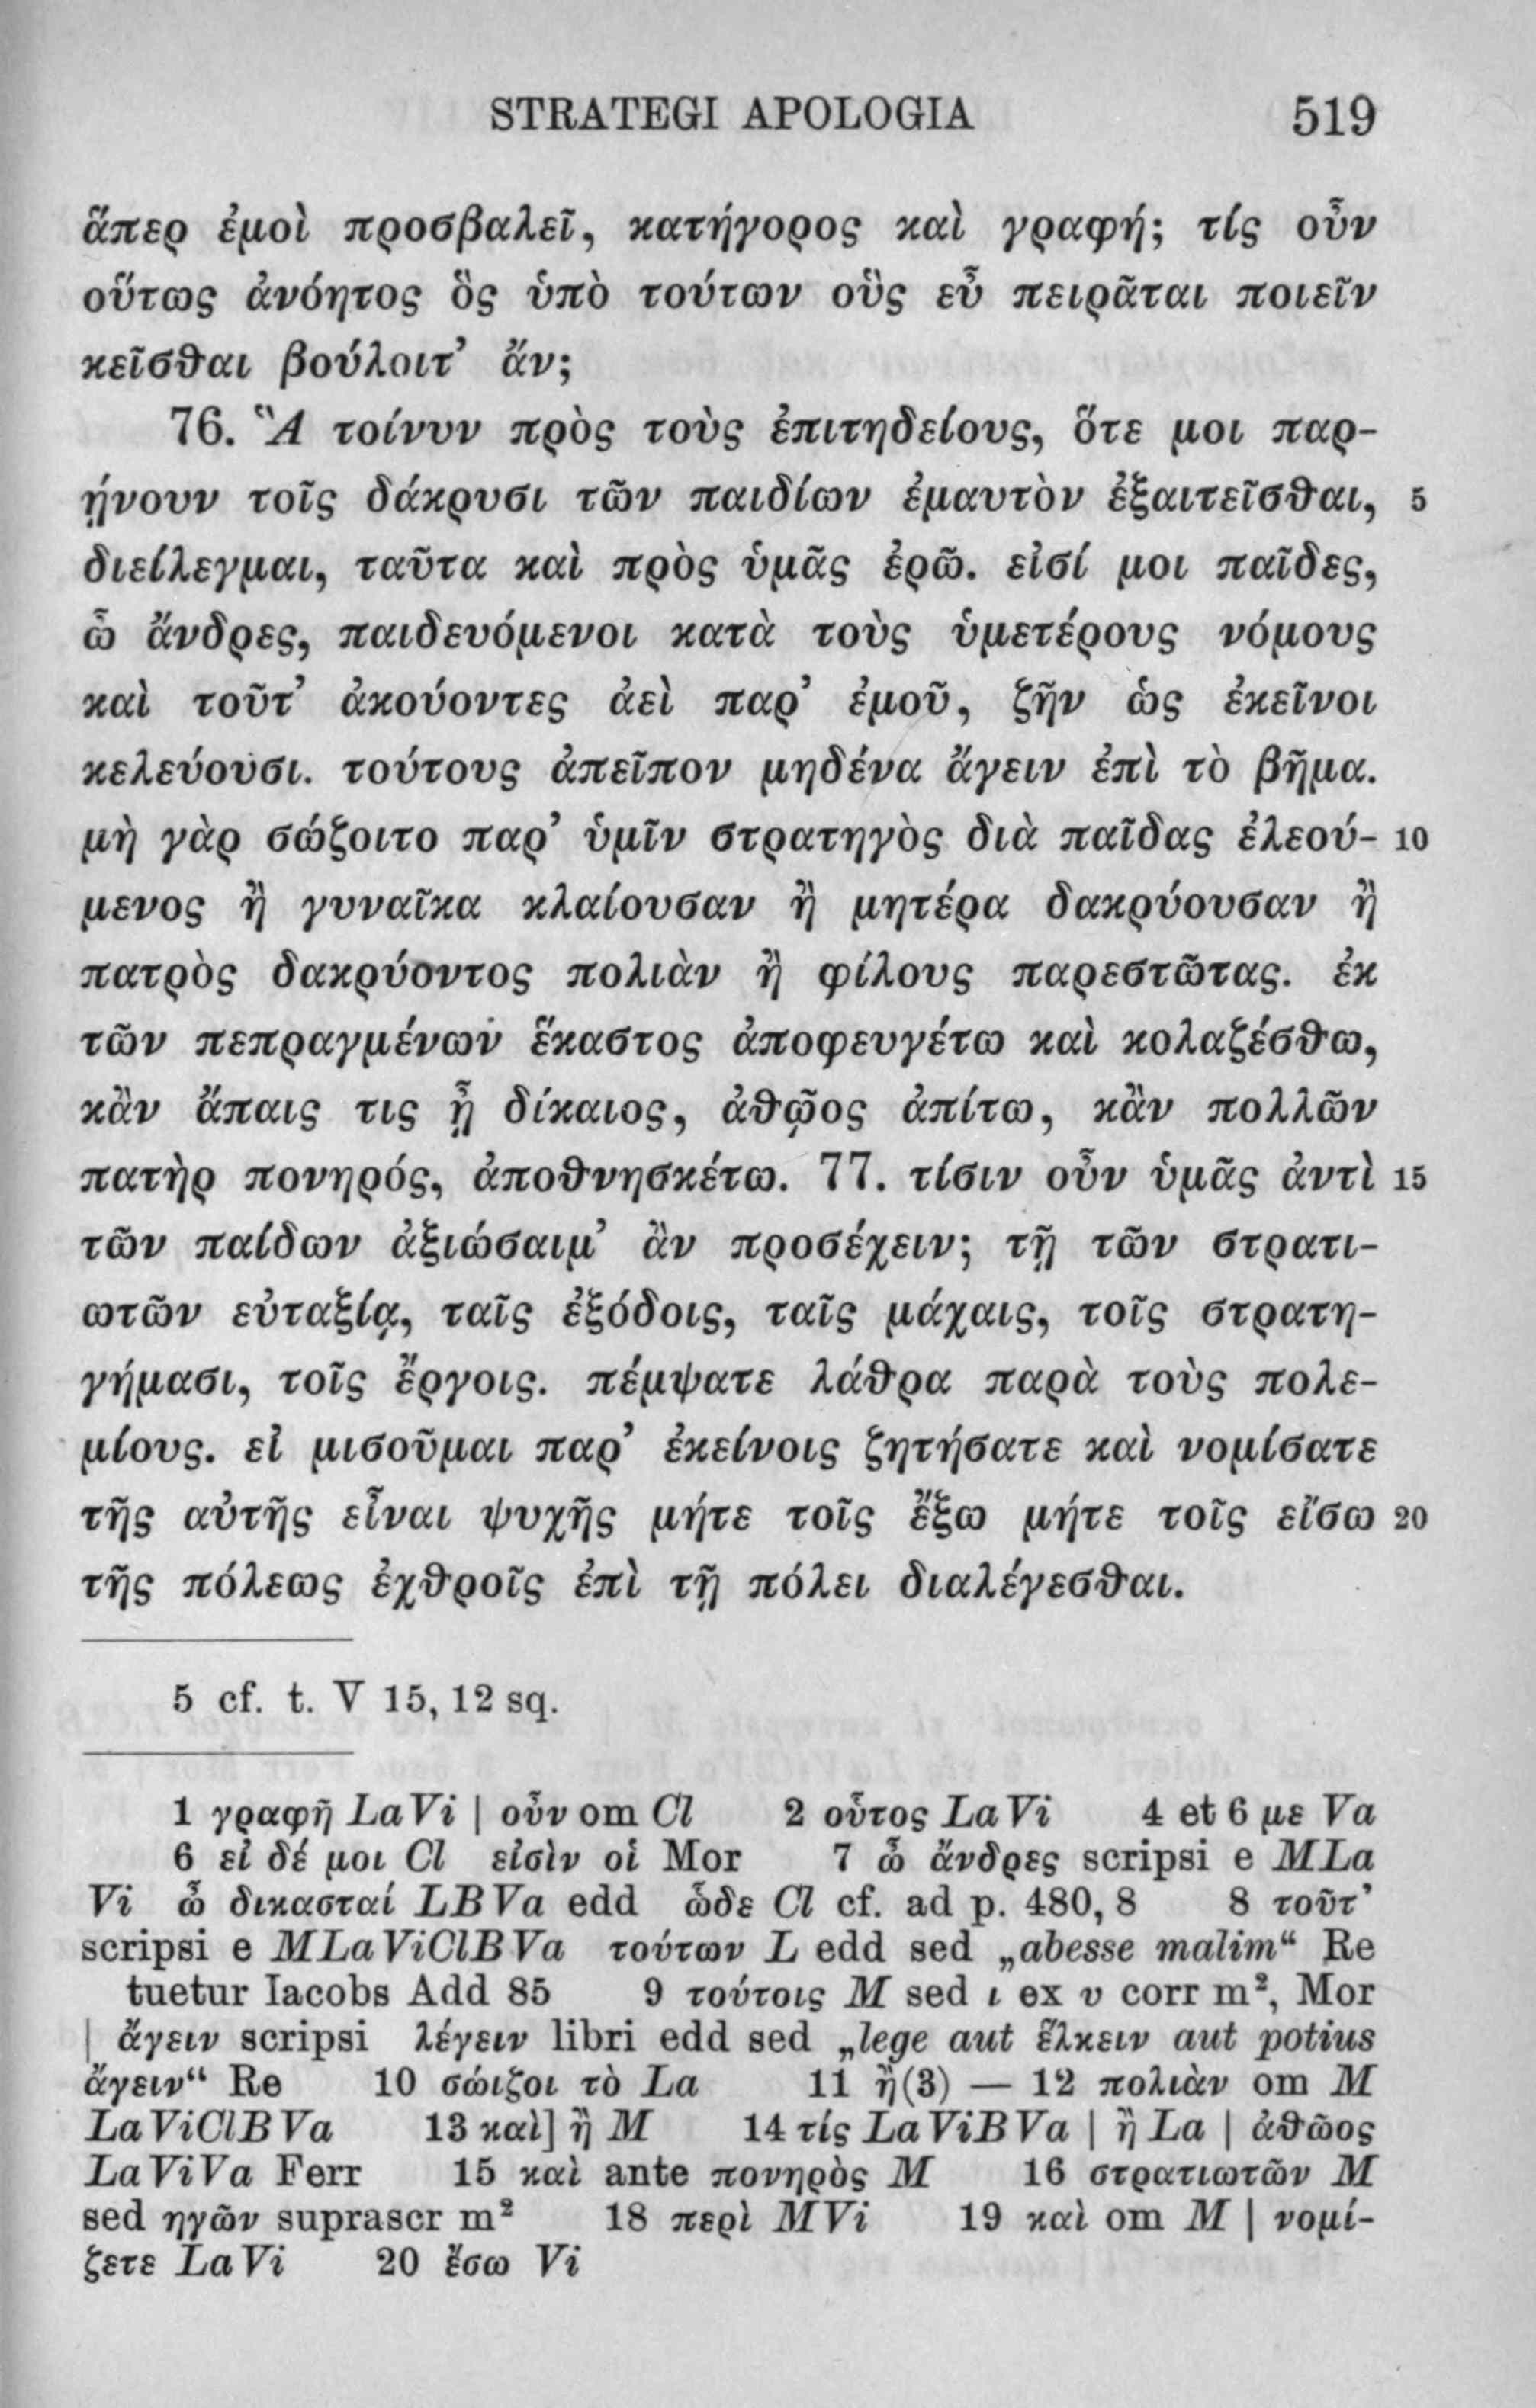 STRATEGI APOLOGIA 519
ἅπερ ἐμοὶ προσβαλεῖ, κατήγορος καὶ γραφή; τίς οὖν
οὕτως ἀνόητος ὃς ὑπὸ τούτων οὓς εὖ πειρᾶται ποιεῖν
κεῖσθαι βούλοιτ’ ἄν;
76. Ἃ τοίνυν πρὸς τοὺς ἐπιτηδείους, ὅτε μοι παρ-
ῄνουν τοῖς δάκρυσι τῶν παιδίων ἐμαυτὸν ἐξαιτεῖσθαι, 5
διείλεγμαι, ταῦτα καὶ πρὸς ὑμᾶς ἐρῶ. εἰσί μοι παῖδες,
ὦ ἄνδρες, παιδευόμενοι κατὰ τοὺς ὑμετέρους νόμους
καὶ τοῦτ’ ἀκούοντες ἀεὶ παρ’ ἐμοῦ, ζῆν ὡς ἐκεῖνοι
κελεύουσι. τούτους ἀπεῖπον μηδένα ἄγειν ἐπὶ τὸ βῆμα.
μὴ γὰρ σώζοιτο παρ’ ὑμῖν στρατηγὸς διὰ παῖδας ἐλεού- 10
μενος ἢ γυναῖκα κλαίουσαν ἢ μητέρα δακρύουσαν ἢ
πατρὸς δακρύοντος πολιὰν ἢ φίλους παρεστῶτας. ἐκ
τῶν πεπραγμένων ἕκαστος ἀποφευγέτω καὶ κολαζέσθω,
κἂν ἄπαις τις ᾖ δίκαιος, ἀθῷος ἀπίτω, κἂν πολλῶν
πατὴρ πονηρός, ἀποθνησκέτω. 77. τίσιν οὖν ὑμᾶς ἀντὶ 15
τῶν παίδων ἀξιώσαιμ’ ἂν προσέχειν; τῇ τῶν στρατι-
ωτῶν εὐταξίᾳ, ταῖς ἐξόδοις, ταῖς μάχαις, τοῖς στρατη-
γήμασι, τοῖς ἔργοις. πέμψατε λάθρα παρὰ τοὺς πολε-
μίους. εἰ μισοῦμαι παρ’ ἐκείνοις ζητήσατε καὶ νομίσατε
τῆς αὐτῆς εἶναι ψυχῆς μήτε τοῖς ἔξω μήτε τοῖς εἴσω 20
τῆς πόλεως ἐχθροῖς ἐπὶ τῇ πόλει διαλέγεσθαι.
5 cf. t. V 15, 12 sq.
1 γραφῆ LaVi | οὖν om Cl 2 οὗτος LaVi 4 et 6 με Va
6 εἰ δέ μοι Cl εἰσὶν οἱ Mor 7 ὦ ἄνδρες scripsi e MLa
Vi ὦ δικασταί LBVa edd ὧδε Cl cf. ad p. 480, 8 8 τοῦτ’
scripsi e MLaViClBVa τούτων L edd sed „abesse malim“ Re
tuetur Iacobs Add 85 9 τούτοις M sed ι ex υ corr m², Mor
| ἄγειν scripsi λέγειν libri edd sed „lege aut ἕλκειν aut potius
ἄγειν“ Re 10 σώιζοι τὸ La 11 ἢ(3) — 12 πολιὰν om M
LaViClBVa 13 καὶ] ἢ M 14 τίς LaViBVa | ἢ La | ἀθῶος
LaViVa Ferr 15 καὶ ante πονηρὸς M 16 στρατιωτῶν M
sed ηγῶν suprascr m² 18 περὶ MVi 19 καὶ om M | νομί-
ζετε LaVi 20 ἔσω Vi